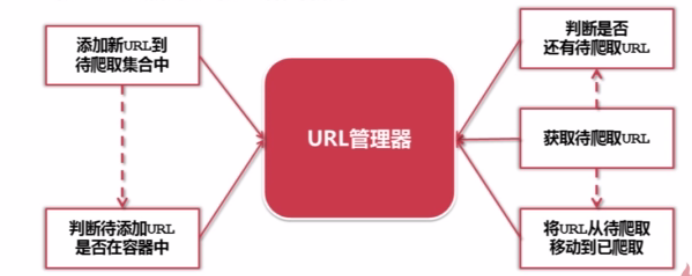 添加新URL到
待爬取集合中
判断待添加URL
是否在容器中
URL管理器
判断是否
还有待爬取URL
获取待爬取URL
将URL从待爬取
移动到已爬取